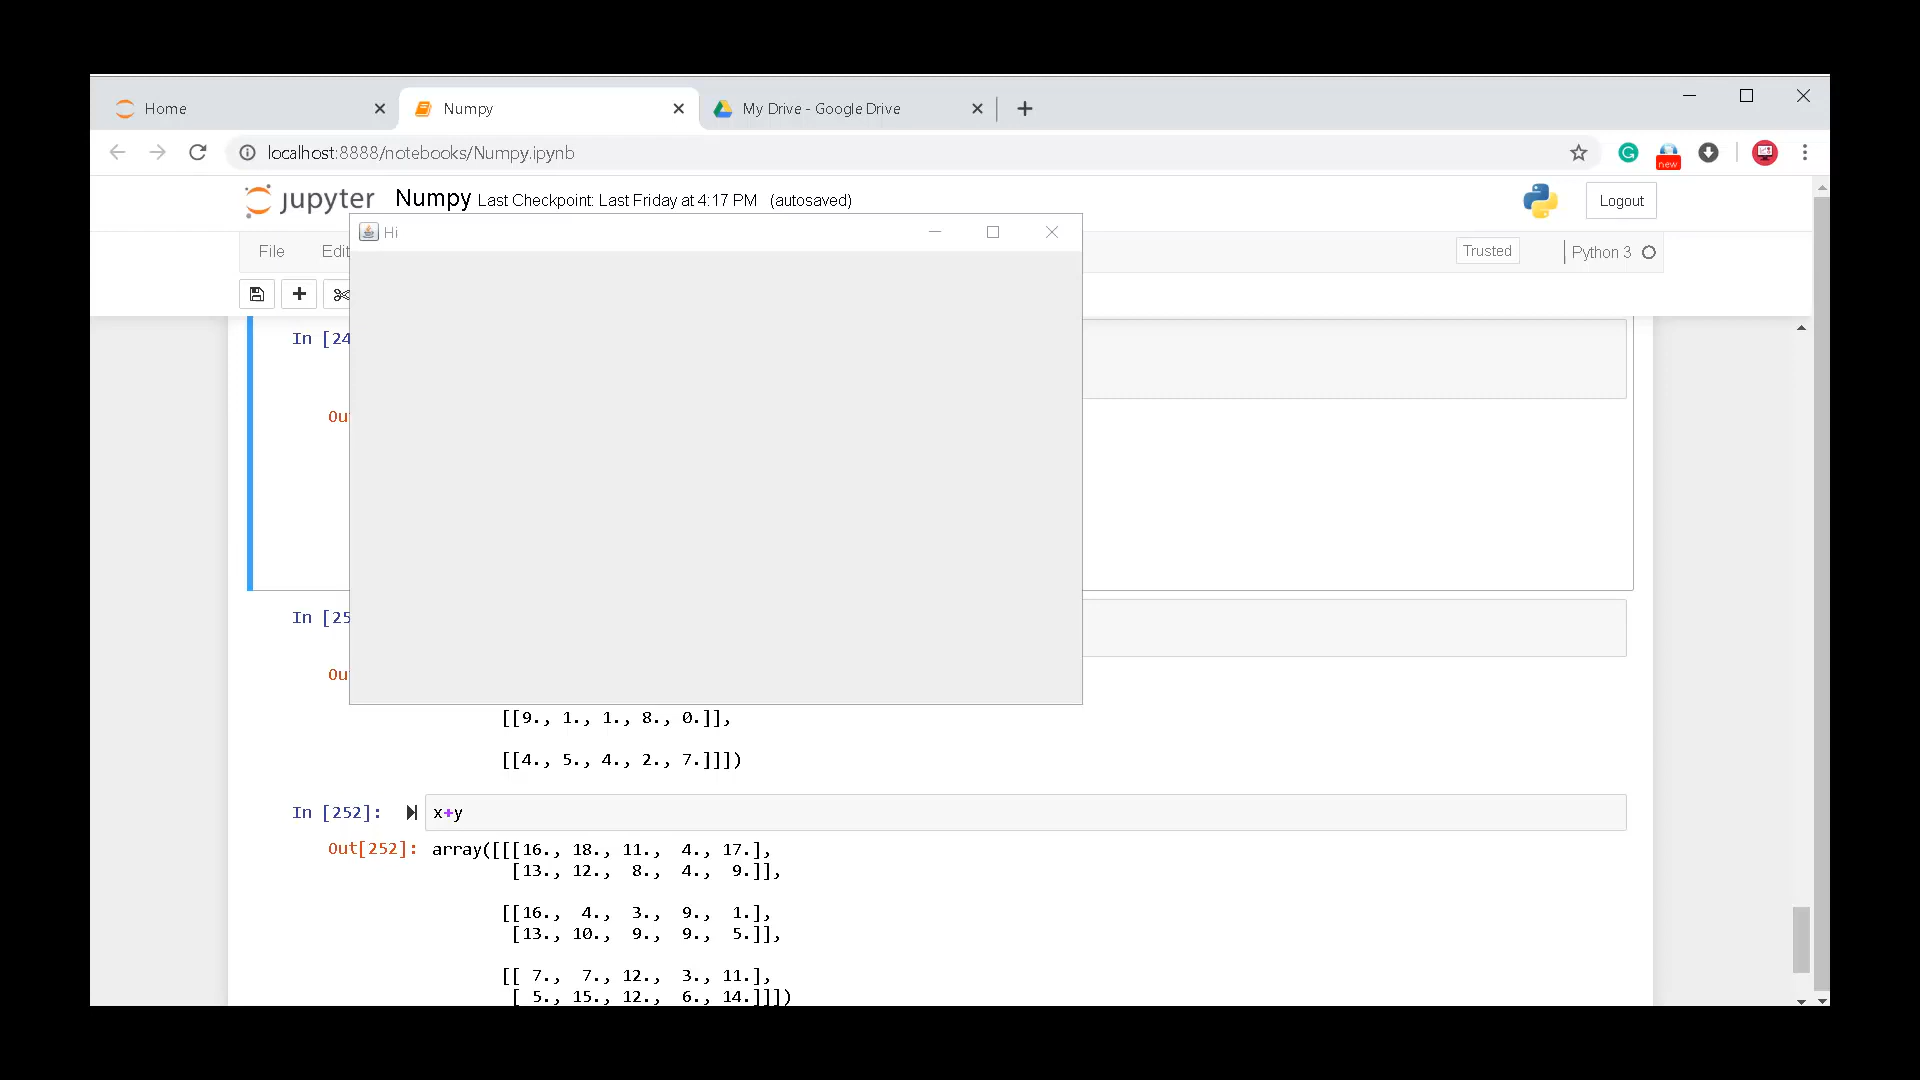 Home
Numpy
My Drive - Google Drive
localhost:8888/notebooks/Numpy.ipynb
new
jupyter Numpy Last Checkpoint: Last Friday at 4:17 PM (autosaved)
Logout
Hi
File Edit
Trusted
Python 3
In [24
Ou
In [25
Ou
[[9., 1., 1., 8., 0.]],
[[4., 5., 4., 2., 7.]]])
In [252]: x+y
Out[252]: array([[[16., 18., 11., 4., 17.],
[13., 12., 8., 4., 9.]],
[[16., 4., 3., 9., 1.],
[13., 10., 9., 9., 5.]],
[[ 7., 7., 12., 3., 11.],
[ 5., 15., 12., 6., 14.]]])